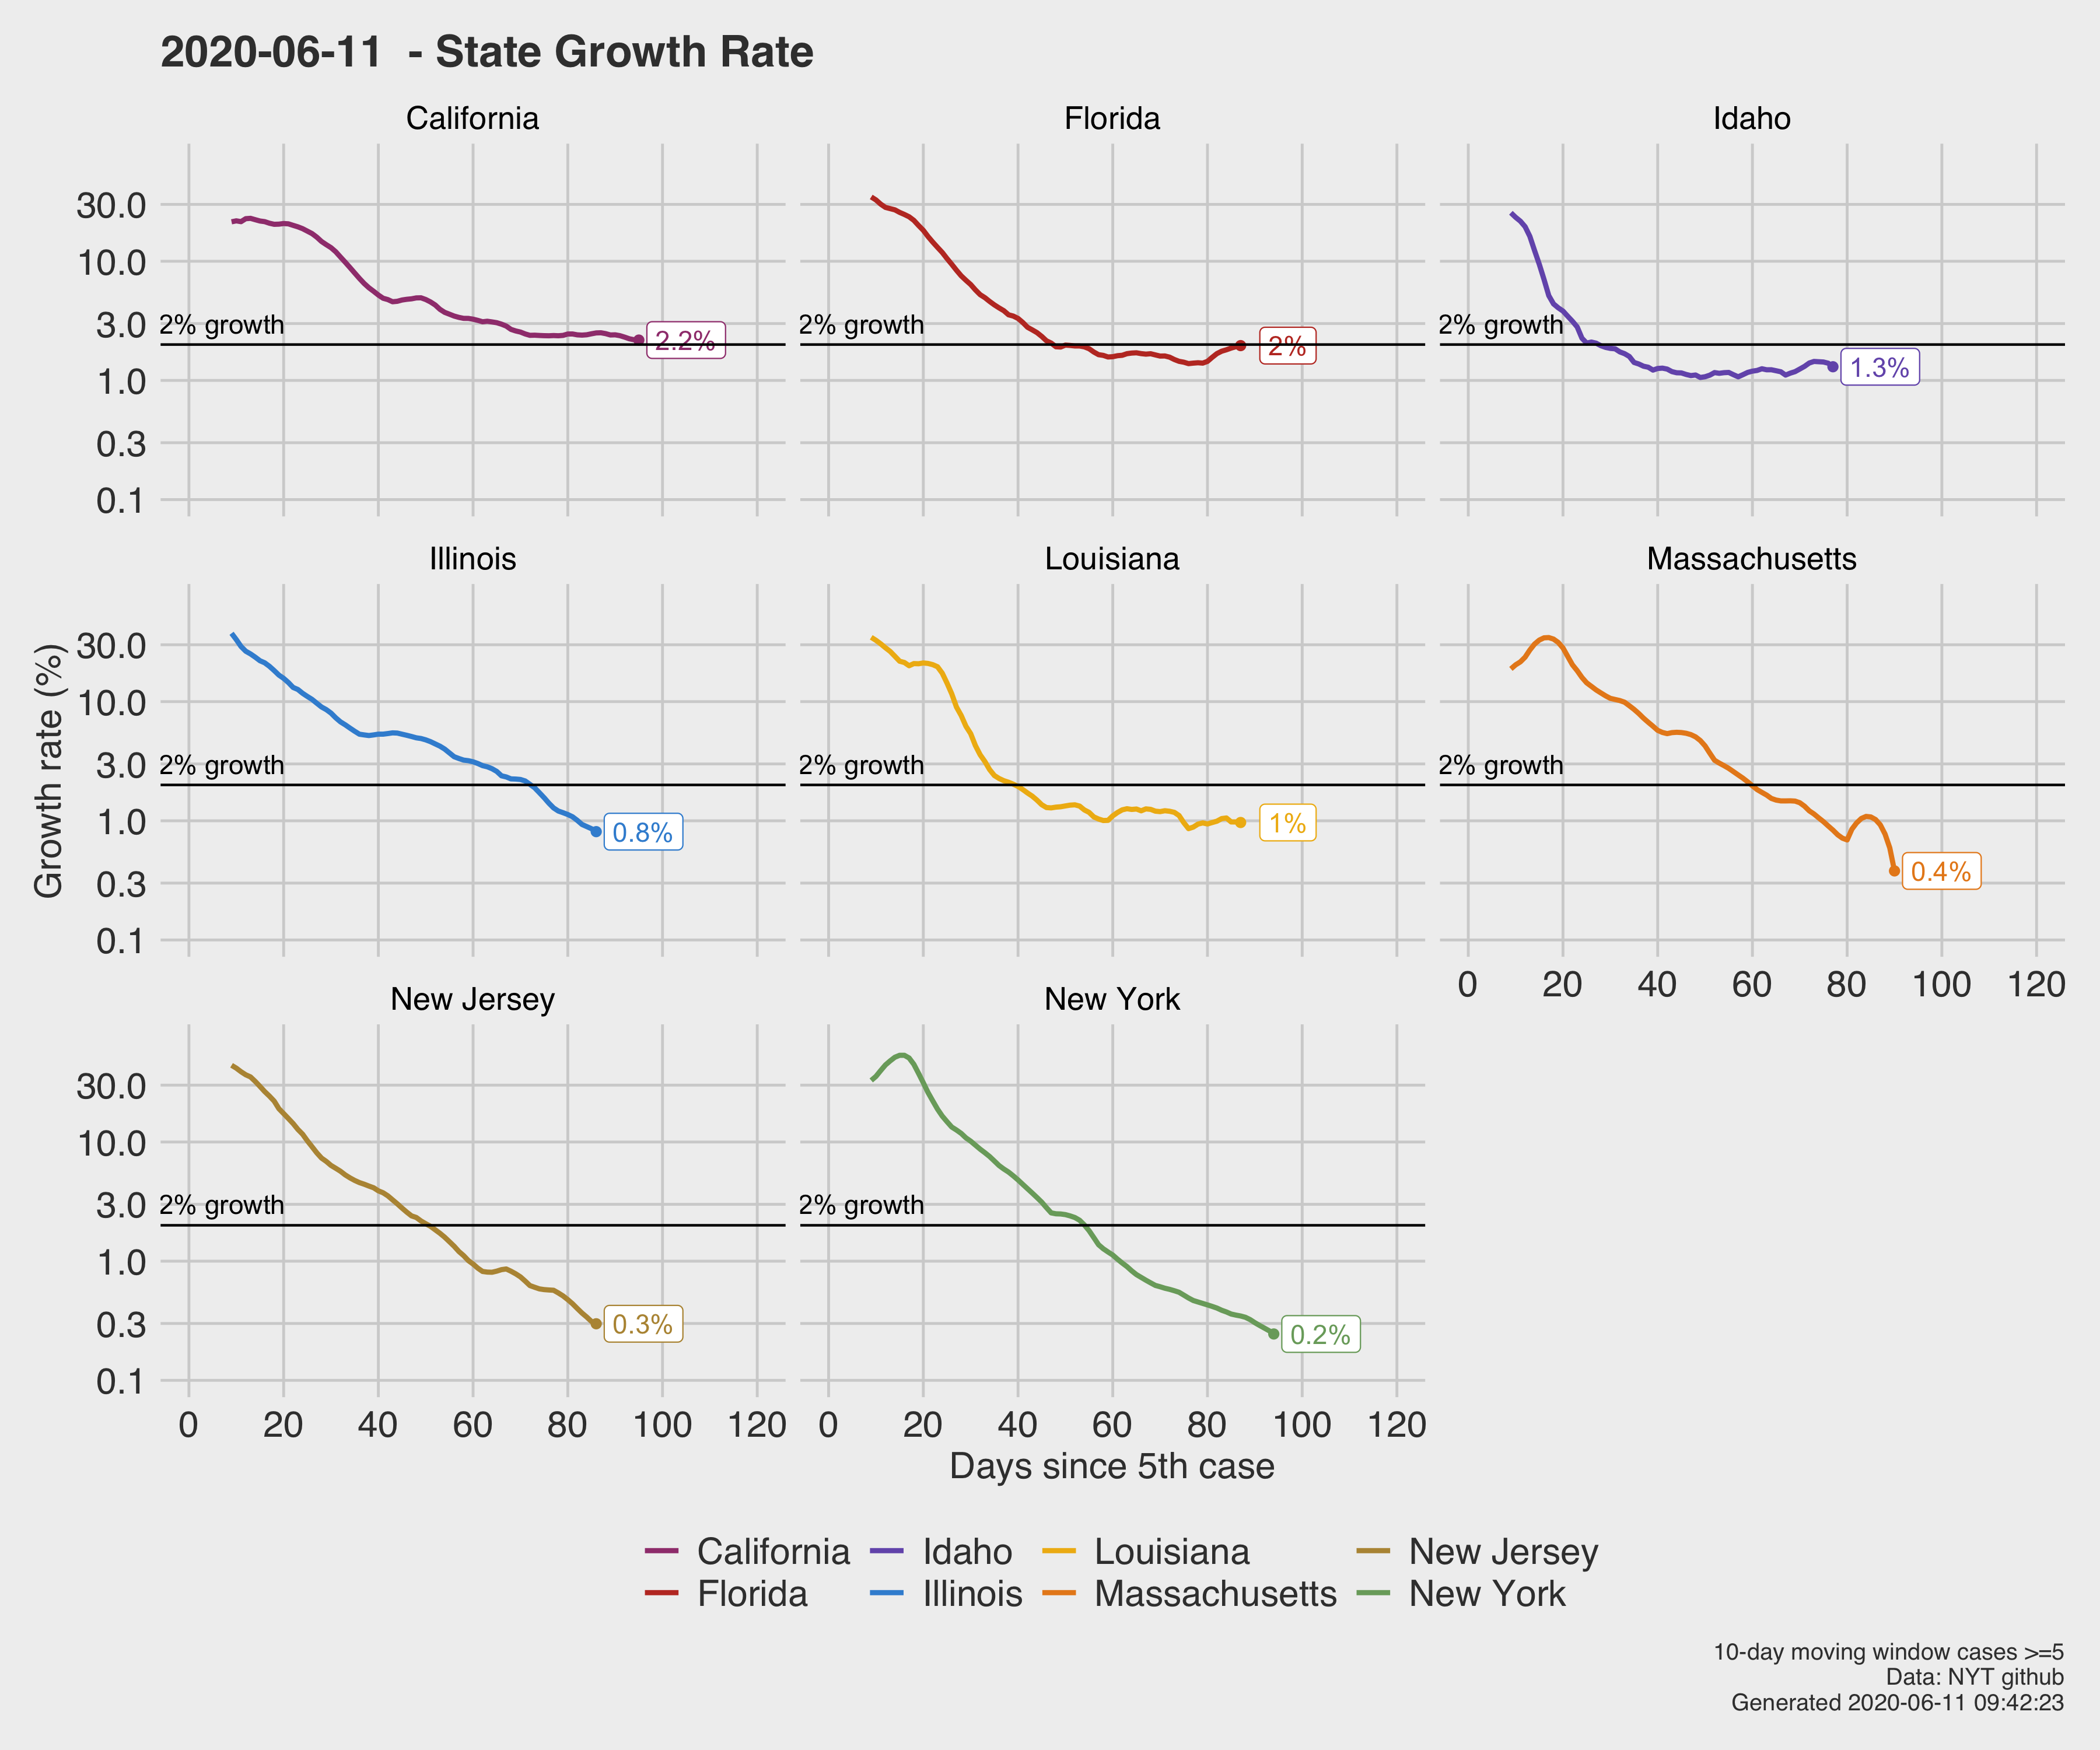 2020-06-11 - State Growth Rate
California
Florida
Idaho
30.0
10.0
3.0
1.0
0.3
0.1
2% growth
2.2%
2% growth
2%
2% growth
1.3%
Illinois
Louisiana
Massachusetts
Growth rate (%)
30.0
10.0
3.0
1.0
0.3
0.1
2% growth
0.8%
2% growth
1%
2% growth
0.4%
0 20 40 60 80 100 120
New Jersey
New York
30.0
10.0
3.0
1.0
0.3
0.1
2% growth
0.3%
2% growth
0.2%
0 20 40 60 80 100 120
0 20 40 60 80 100 120
Days since 5th case
California Idaho Louisiana New Jersey
Florida Illinois Massachusetts New York
10-day moving window cases >=5
Data: NYT github
Generated 2020-06-11 09:42:23